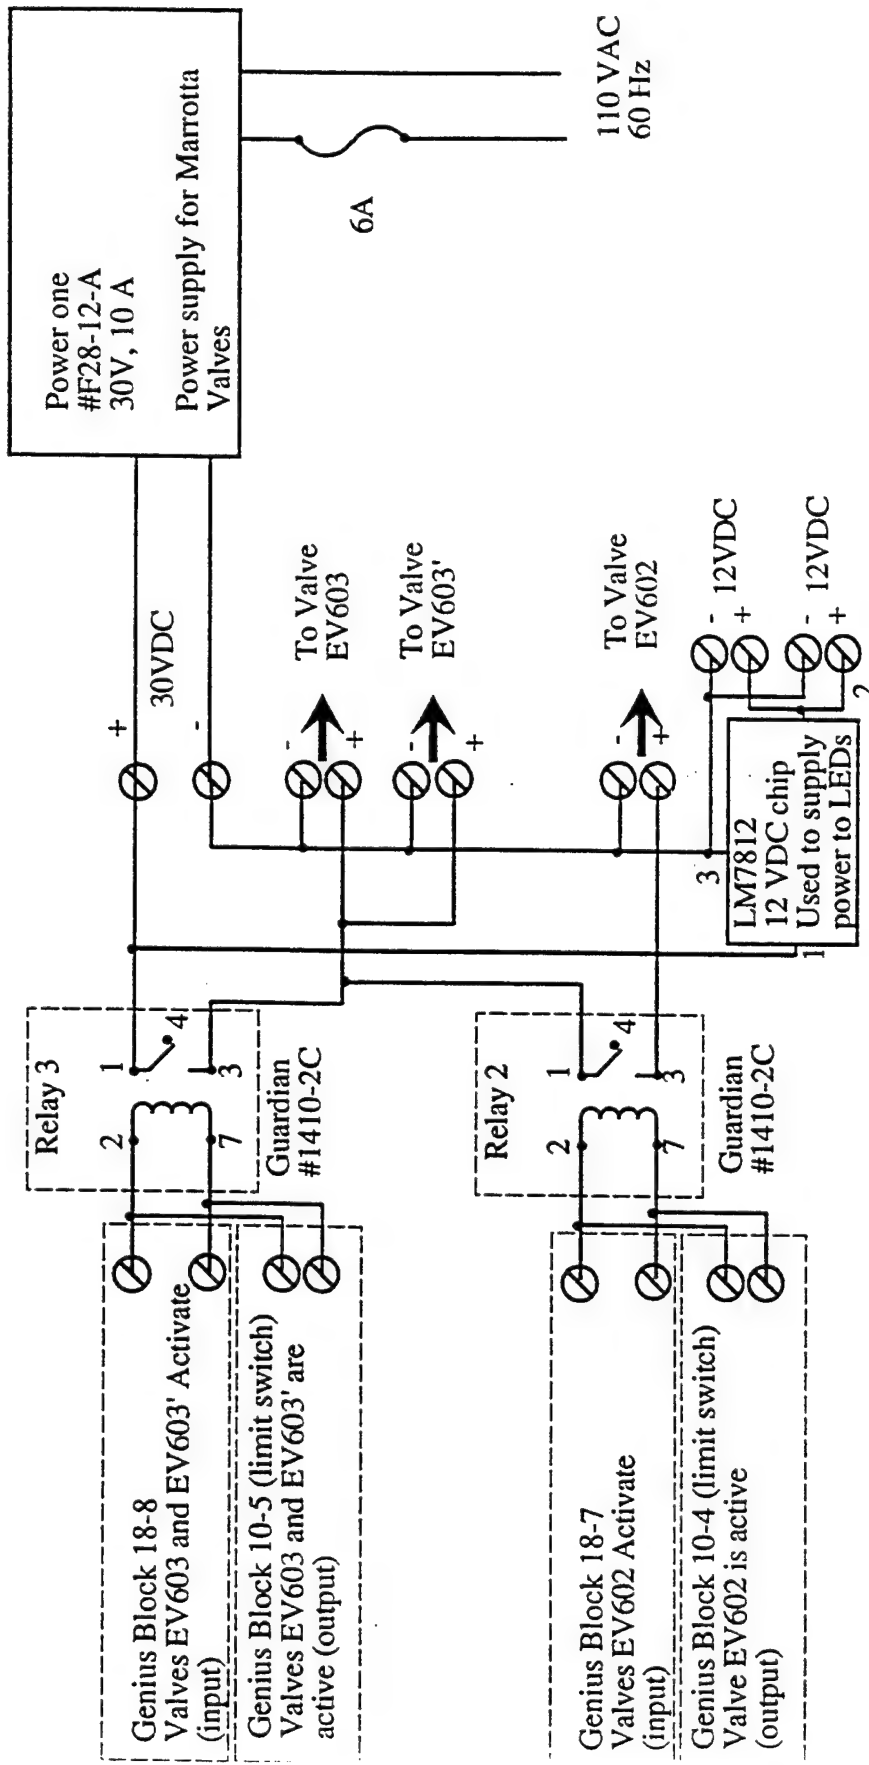 Power one
#F28-12-A
30V, 10 A
Power supply for Marrotta
Valves
110 VAC
60 Hz
6A
30VDC
+
-
To Valve
EV603
-
+
To Valve
EV603'
-
+
To Valve
EV602
-
+
- 12VDC
+
- 12VDC
+
LM7812
12 VDC chip
Used to supply
power to LEDs
1
2
3
Relay 3
1
4
3
2
7
Guardian
#1410-2C
Relay 2
1
4
3
2
7
Guardian
#1410-2C
Genius Block 18-8
Valves EV603 and EV603' Activate
(input)
Genius Block 10-5 (limit switch)
Valves EV603 and EV603' are
active (output)
Genius Block 18-7
Valves EV602 Activate
(input)
Genius Block 10-4 (limit switch)
Valve EV602 is active
(output)